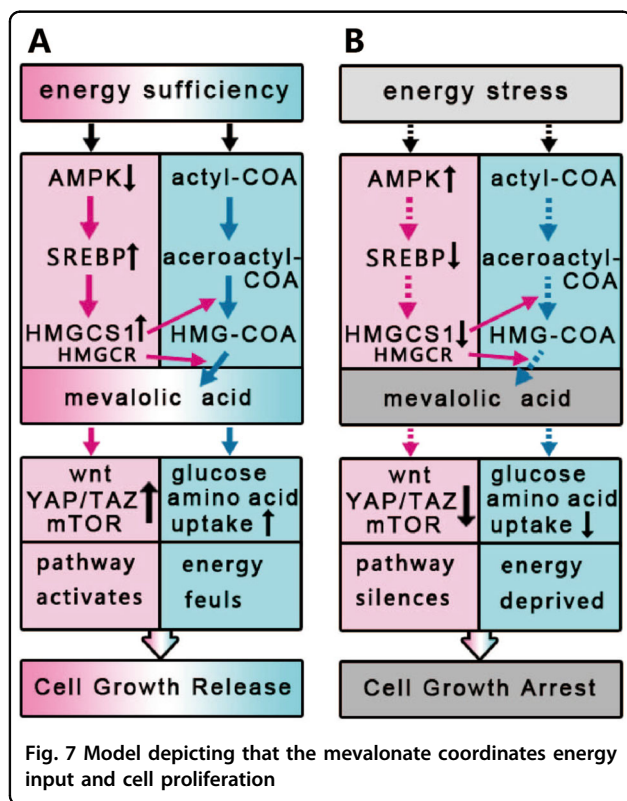 A
energy sufficiency
AMPK↓
actyl-COA
SREBP↑
aceroactyl-
COA
HMGCS1↑
HMGCR
HMG-COA
mevalolic acid
wnt
YAP/TAZ↑
mTOR
glucose
amino acid
uptake↑
pathway
activates
energy
feuls
Cell Growth Release
B
energy stress
AMPK↑
actyl-COA
SREBP↓
aceroactyl-
COA
HMGCS1↓
HMGCR
HMG-COA
mevalolic acid
wnt
YAP/TAZ↓
mTOR
glucose
amino acid
uptake↓
pathway
silences
energy
deprived
Cell Growth Arrest
Fig. 7 Model depicting that the mevalonate coordinates energy
input and cell proliferation